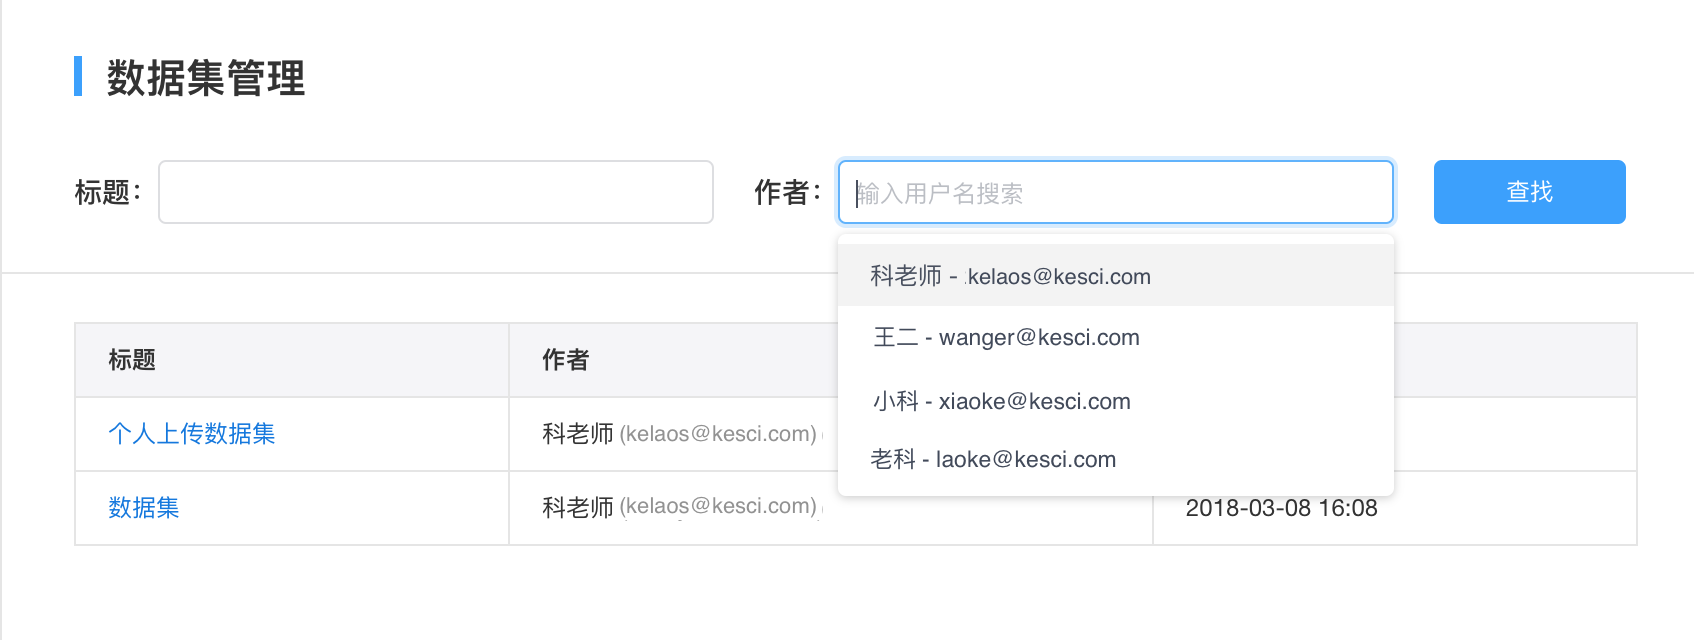 数据集管理
标题： 作者： 输入用户名搜索 查找
科老师 - kelaos@kesci.com
王二 - wanger@kesci.com
小科 - xiaoke@kesci.com
老科 - laoke@kesci.com
标题 作者
个人上传数据集 科老师 (kelaos@kesci.com)
数据集 科老师 (kelaos@kesci.com) 2018-03-08 16:08